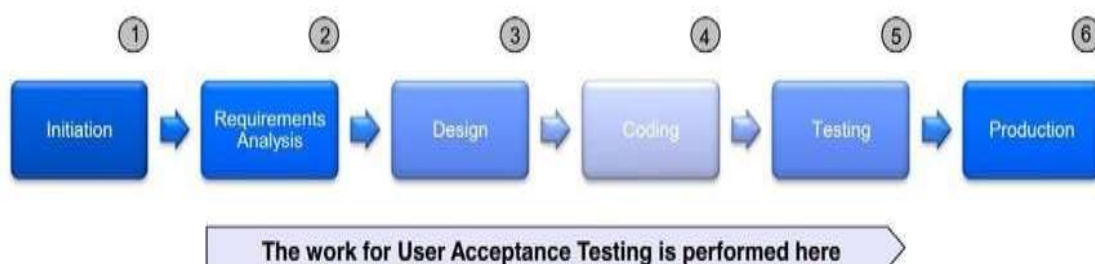 1
2
3
4
5
6
Initiation
Requirements
Analysis
Design
Coding
Testing
Production
The work for User Acceptance Testing is performed here